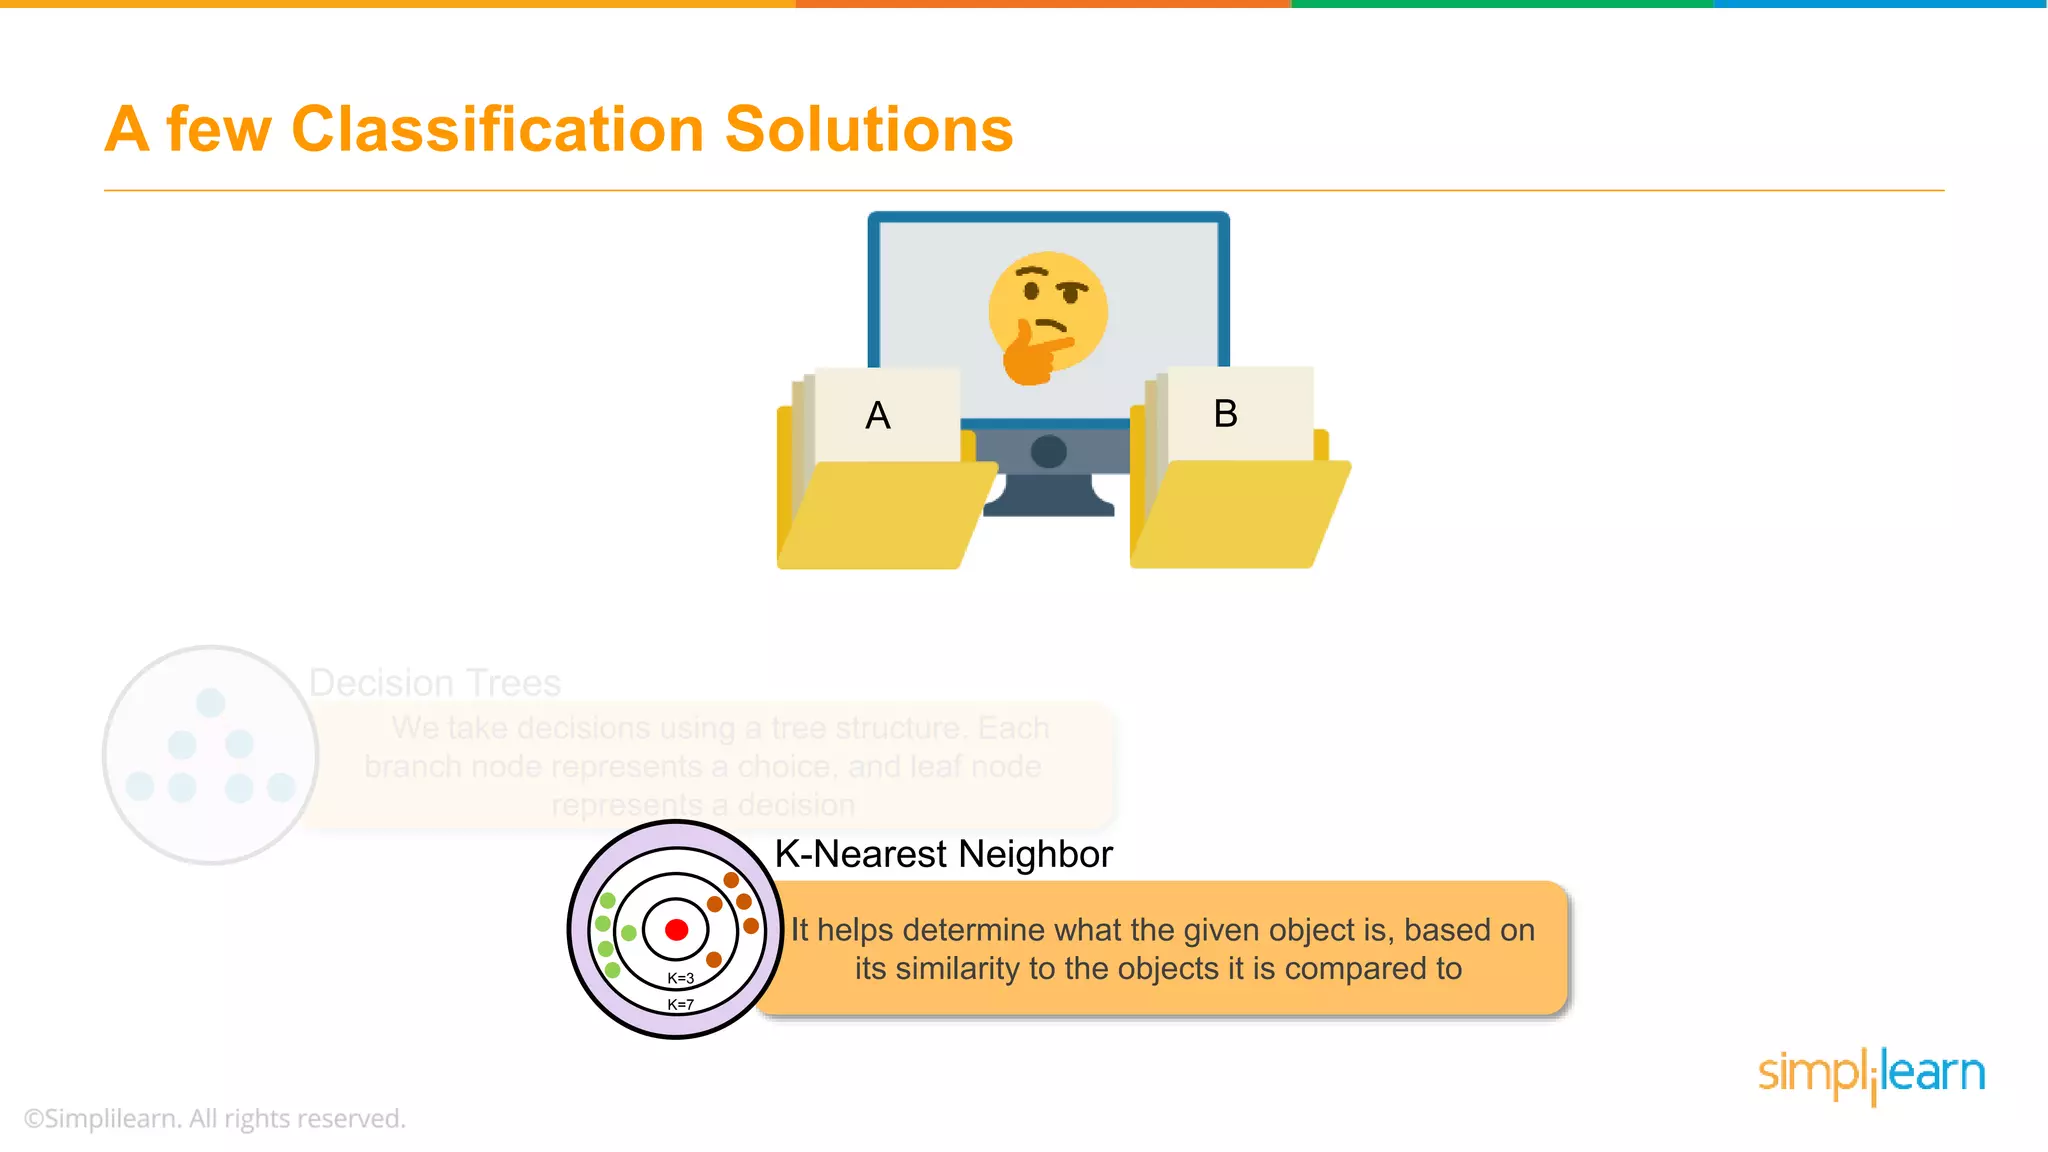 A few Classification Solutions
A
B
Decision Trees
We take decisions using a tree structure. Each
branch node represents a choice, and leaf node
represents a decision
K-Nearest Neighbor
It helps determine what the given object is, based on
its similarity to the objects it is compared to
K=3
K=7
simplilearn
©Simplilearn. All rights reserved.